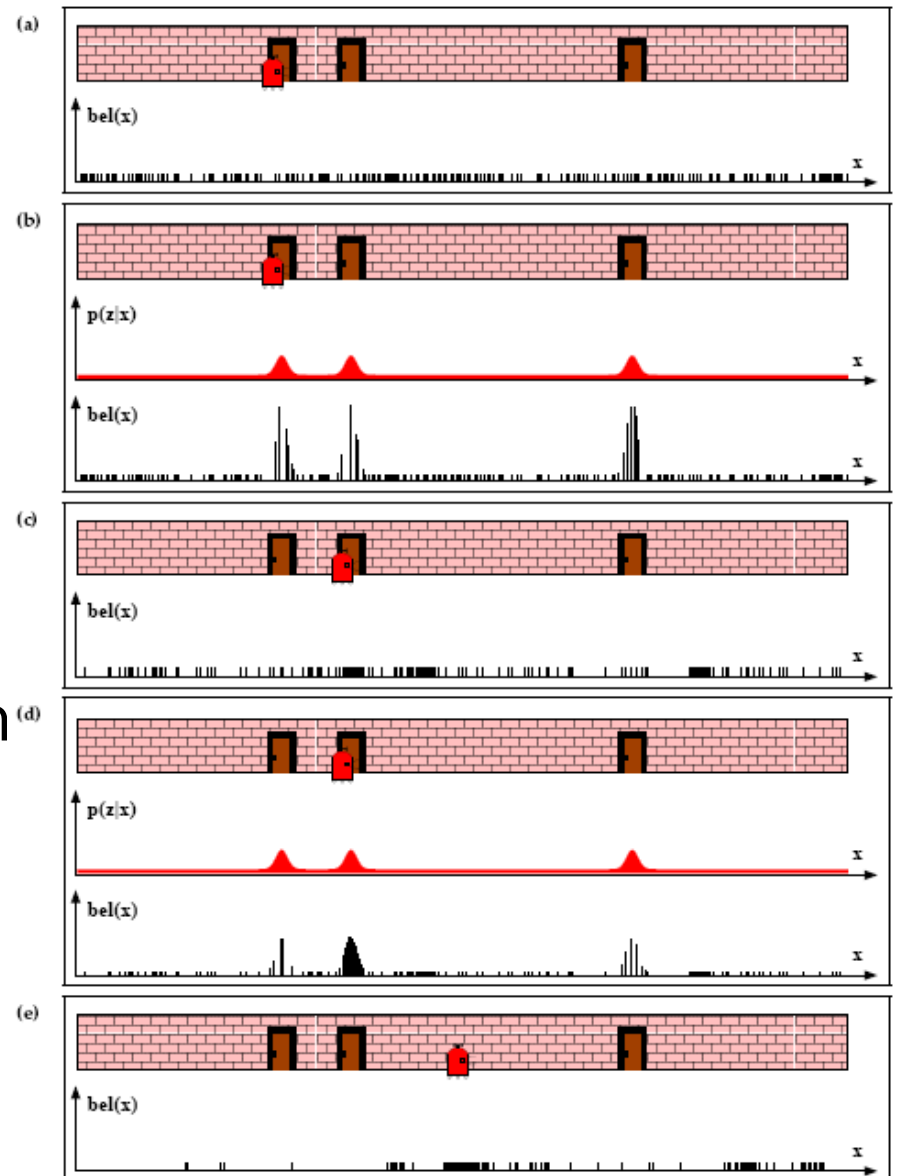 (a)
bel(x)
x
(b)
p(z|x)
x
bel(x)
x
(c)
bel(x)
x
n
(d)
p(z|x)
x
bel(x)
x
(e)
bel(x)
x